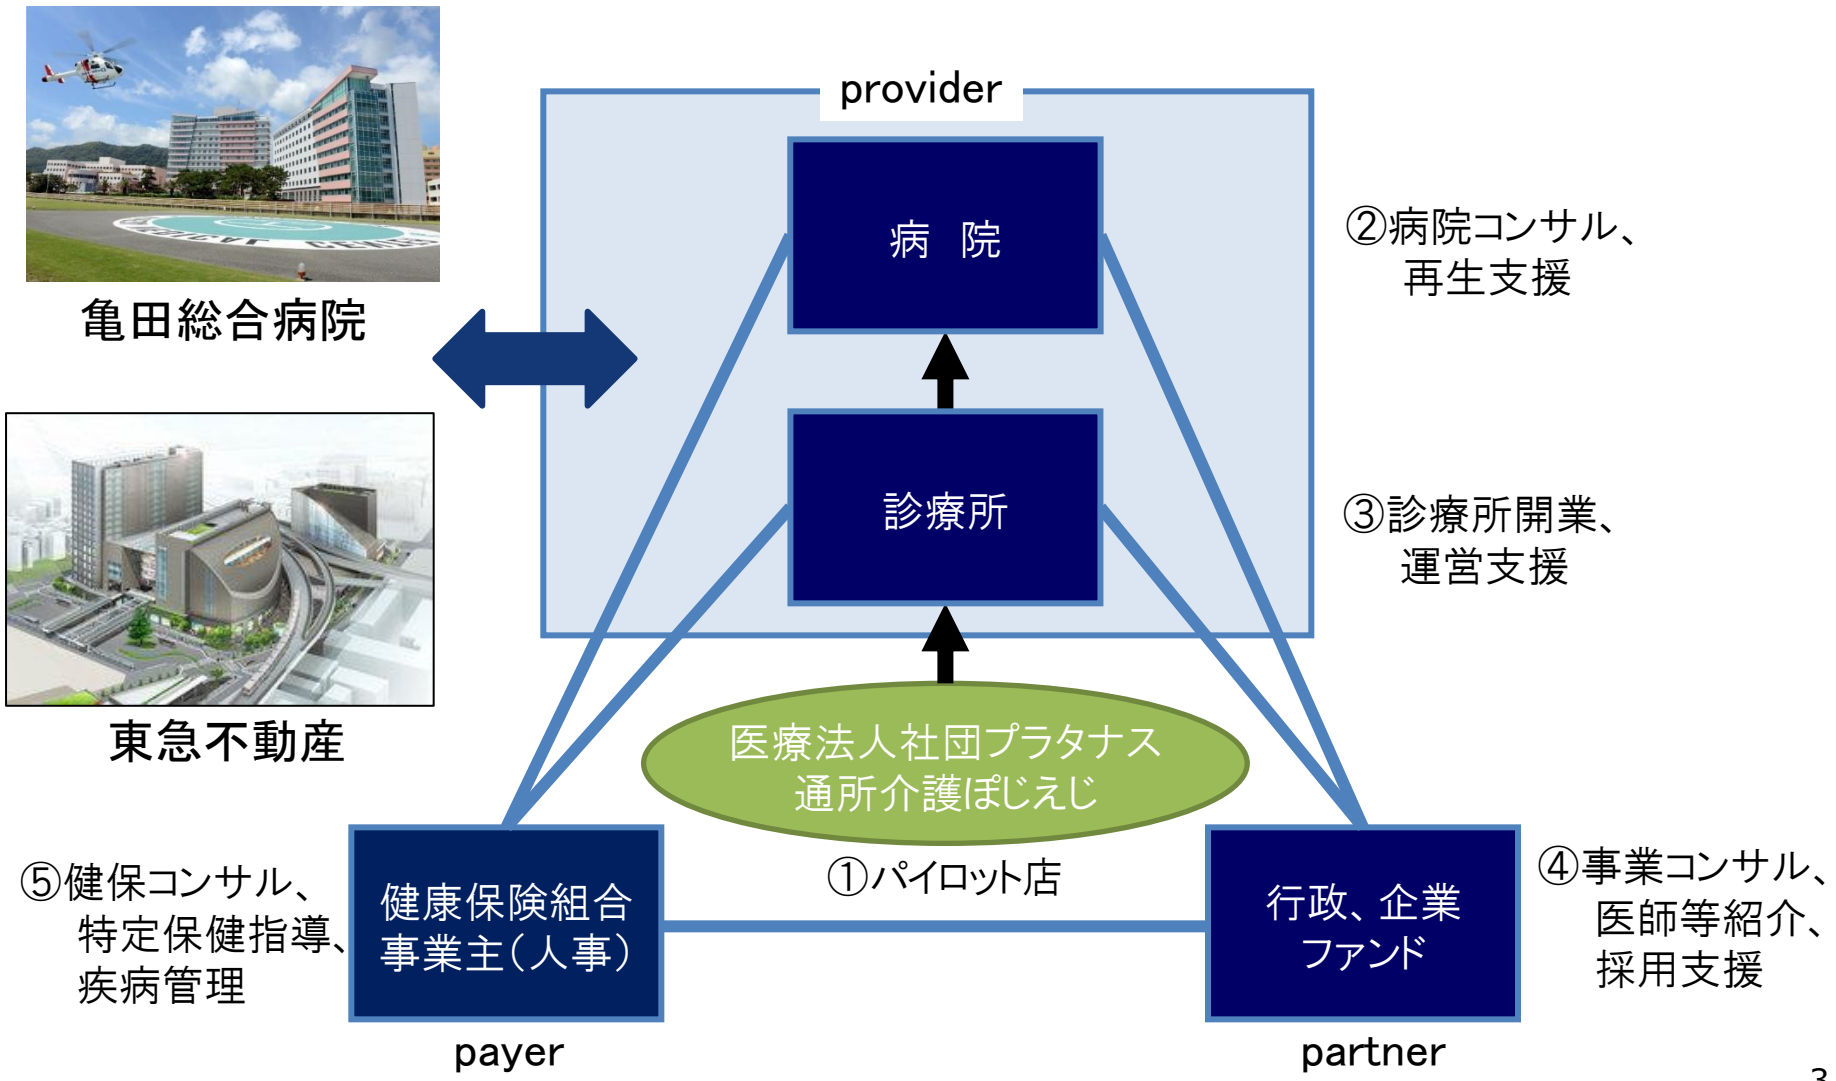 provider
病 院
②病院コンサル、
再生支援
亀田総合病院
診療所
③診療所開業、
運営支援
東急不動産
医療法人社団プラタナス
通所介護ぽじえじ
①パイロット店
⑤健保コンサル、
特定保健指導、
疾病管理
健康保険組合
事業主（人事）
payer
行政、企業
ファンド
partner
④事業コンサル、
医師等紹介、
採用支援
3